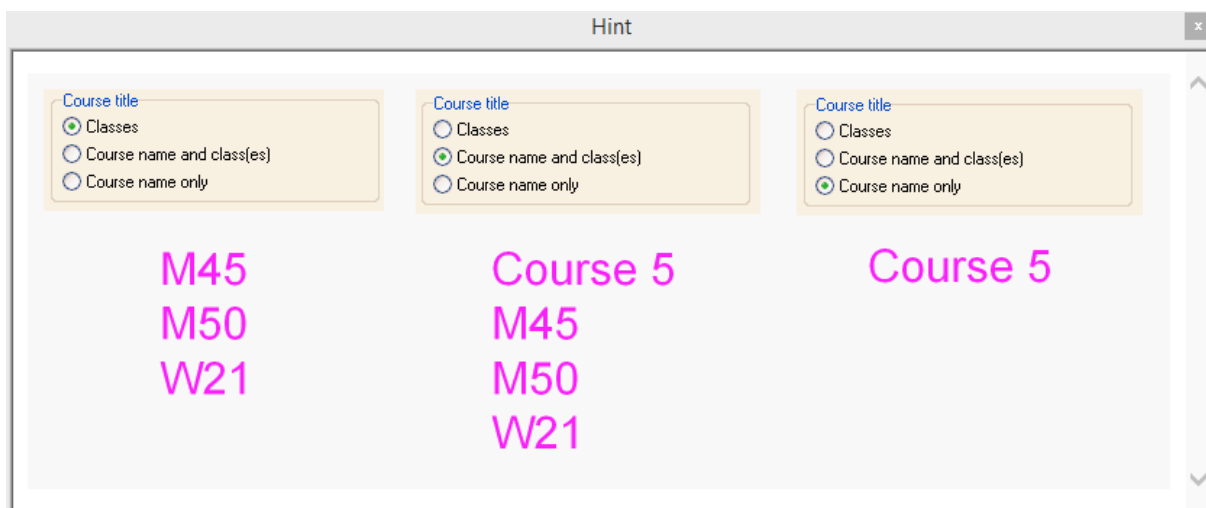 Hint
x
Course title
Classes
Course name and class(es)
Course name only
M45
M50
W21
Course title
Classes
Course name and class(es)
Course name only
Course 5
M45
M50
W21
Course title
Classes
Course name and class(es)
Course name only
Course 5